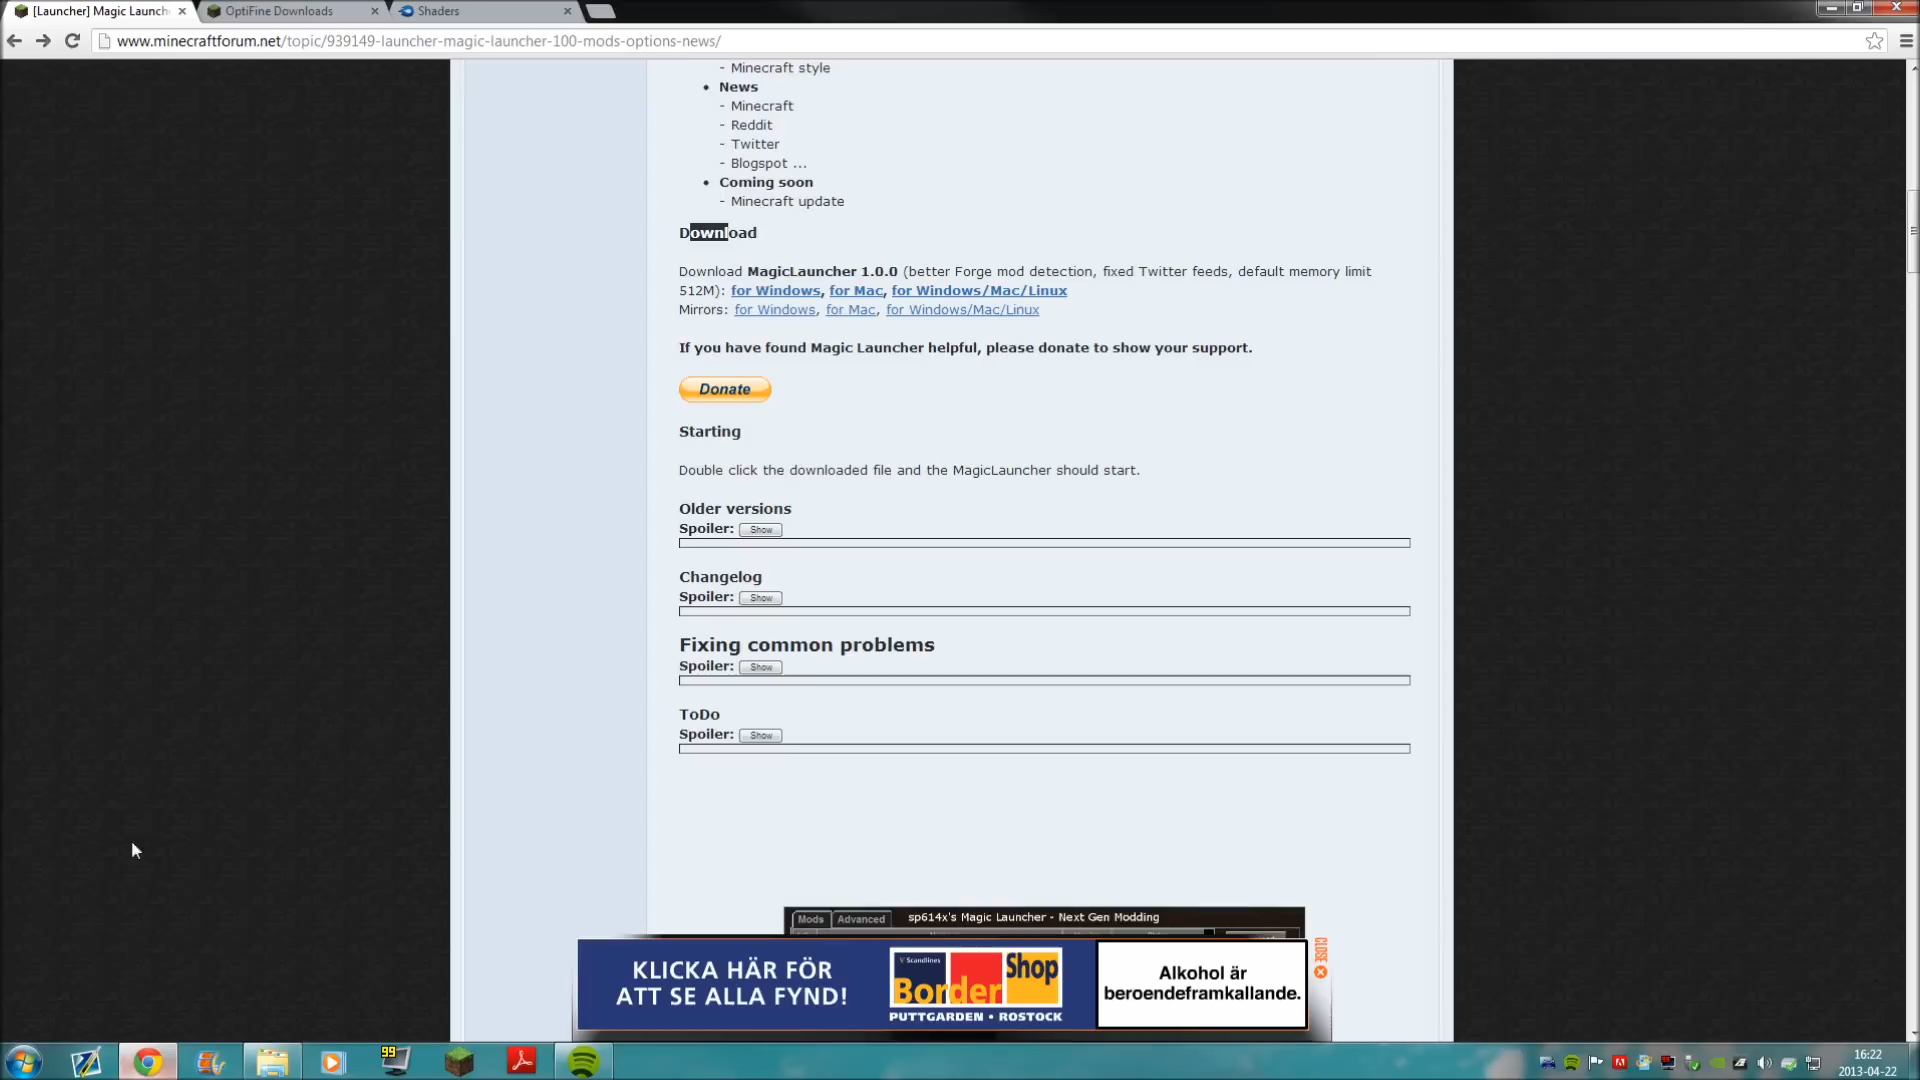 [Launcher] Magic Launch
OptiFine Downloads
Shaders
www.minecraftforum.net/topic/939149-launcher-magic-launcher-100-mods-options-news/
- Minecraft style
• News
- Minecraft
- Reddit
- Twitter
- Blogspot ...
• Coming soon
- Minecraft update
Download
Download MagicLauncher 1.0.0 (better Forge mod detection, fixed Twitter feeds, default memory limit
512M): for Windows, for Mac, for Windows/Mac/Linux
Mirrors: for Windows, for Mac, for Windows/Mac/Linux
If you have found Magic Launcher helpful, please donate to show your support.
Donate
Starting
Double click the downloaded file and the MagicLauncher should start.
Older versions
Spoiler: Show
Changelog
Spoiler: Show
Fixing common problems
Spoiler: Show
ToDo
Spoiler: Show
Mods Advanced sp614x's Magic Launcher - Next Gen Modding
KLICKA HÄR FÖR
ATT SE ALLA FYND!
Scandlines
Border Shop
PUTTGARDEN • ROSTOCK
Alkohol är
beroendeframkallande.
CLOSE
99
16:22
2013-04-22